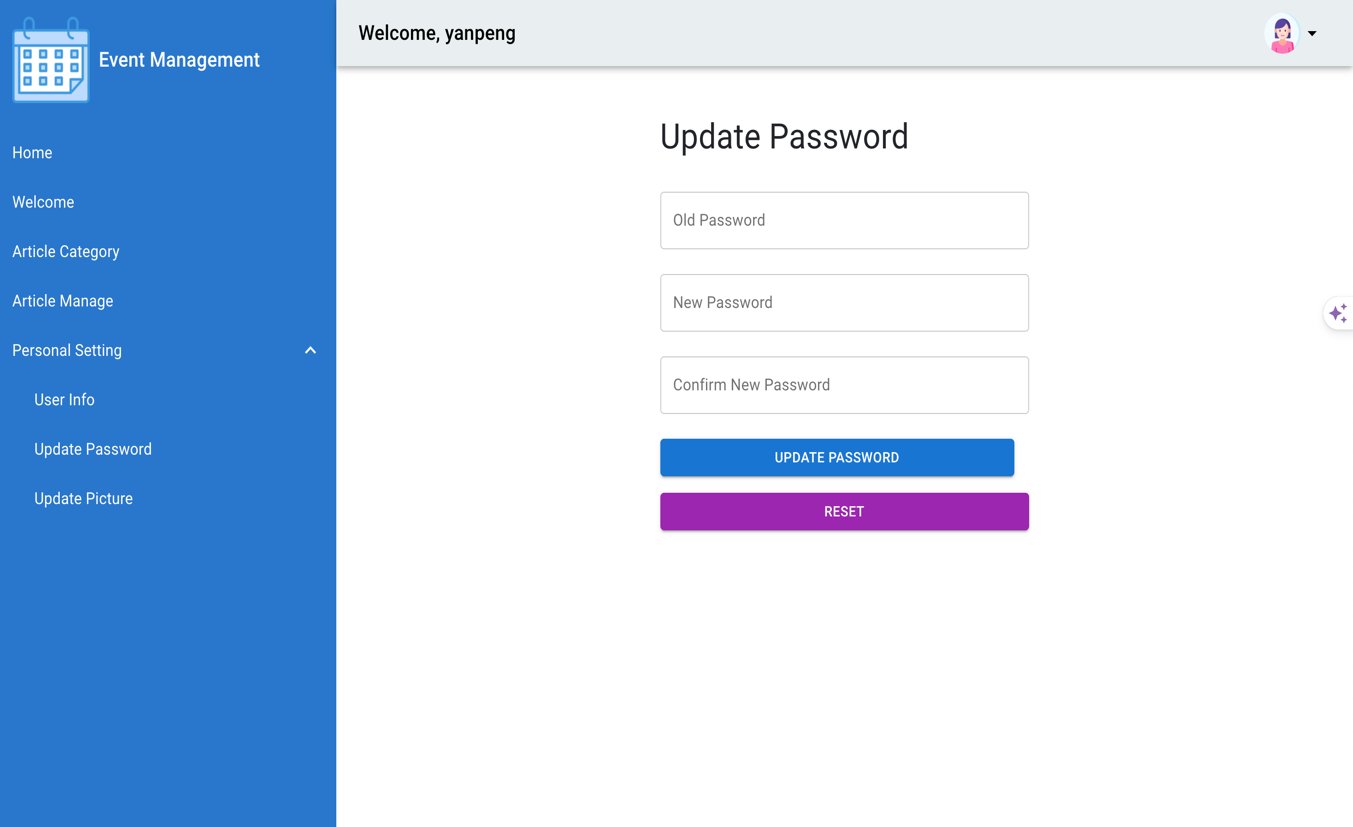 Event Management
Home
Welcome
Article Category
Article Manage
Personal Setting
User Info
Update Password
Update Picture
Welcome, yanpeng
Update Password
Old Password
New Password
Confirm New Password
UPDATE PASSWORD
RESET